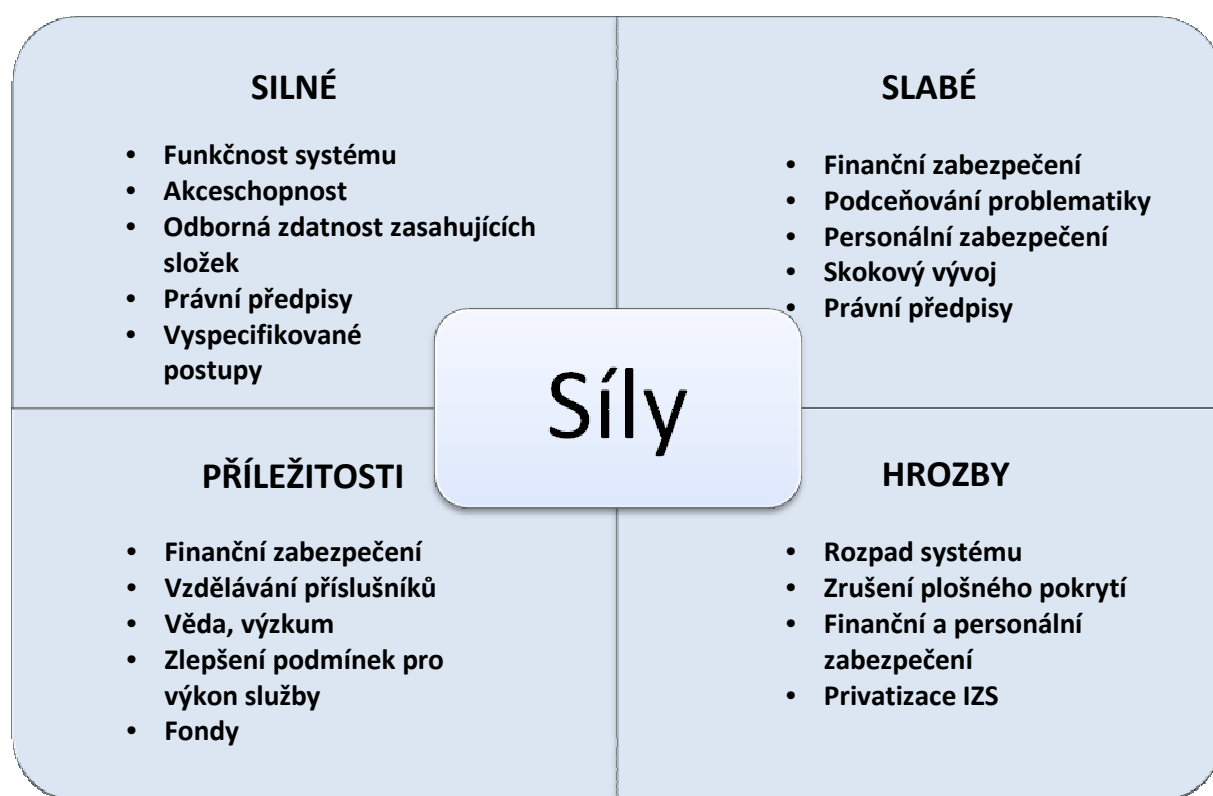 SILNÉ
• Funkčnost systému
• Akceschopnost
• Odborná zdatnost zasahujících
složek
• Právní předpisy
• Vyspecifikované
postupy
SLABÉ
• Finanční zabezpečení
• Podceňování problematiky
• Personální zabezpečení
• Skokový vývoj
• Právní předpisy
Síly
PŘÍLEŽITOSTI
• Finanční zabezpečení
• Vzdělávání příslušníků
• Věda, výzkum
• Zlepšení podmínek pro
výkon služby
• Fondy
HROZBY
• Rozpad systému
• Zrušení plošného pokrytí
• Finanční a personální
zabezpečení
• Privatizace IZS